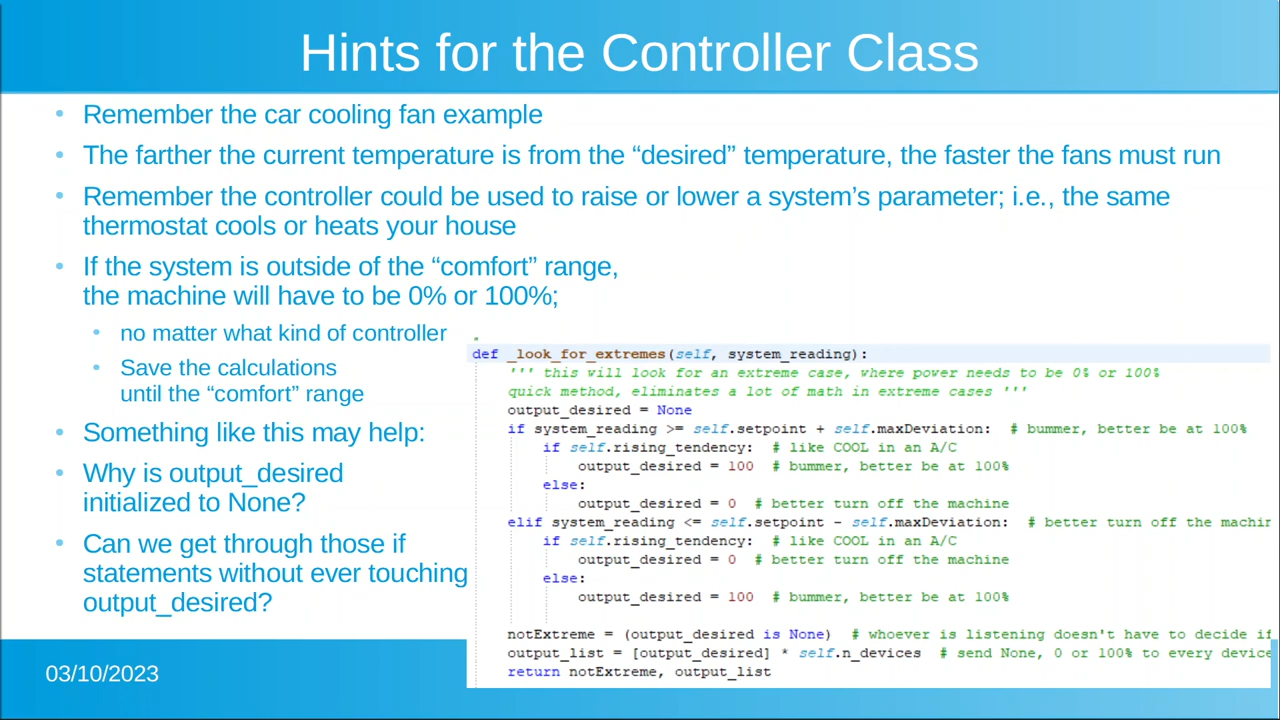 Hints for the Controller Class
• Remember the car cooling fan example
• The farther the current temperature is from the “desired” temperature, the faster the fans must run
• Remember the controller could be used to raise or lower a system’s parameter; i.e., the same
thermostat cools or heats your house
• If the system is outside of the “comfort” range,
the machine will have to be 0% or 100%;
• no matter what kind of controller
• Save the calculations
until the “comfort” range
• Something like this may help:
• Why is output_desired
initialized to None?
• Can we get through those if
statements without ever touching
output_desired?
def _look_for_extremes(self, system_reading):
    ''' this will look for an extreme case, where power needs to be 0% or 100%
    quick method, eliminates a lot of math in extreme cases '''
    output_desired = None
    if system_reading >= self.setpoint + self.maxDeviation:  # bummer, better be at 100%
        if self.rising_tendency:  # like COOL in an A/C
            output_desired = 100  # bummer, better be at 100%
        else:
            output_desired = 0  # better turn off the machine
    elif system_reading <= self.setpoint - self.maxDeviation:  # better turn off the machin
        if self.rising_tendency:  # like COOL in an A/C
            output_desired = 0  # better turn off the machine
        else:
            output_desired = 100  # bummer, better be at 100%
    notExtreme = (output_desired is None)  # whoever is listening doesn't have to decide if
    output_list = [output_desired] * self.n_devices  # send None, 0 or 100% to every device
    return notExtreme, output_list
03/10/2023